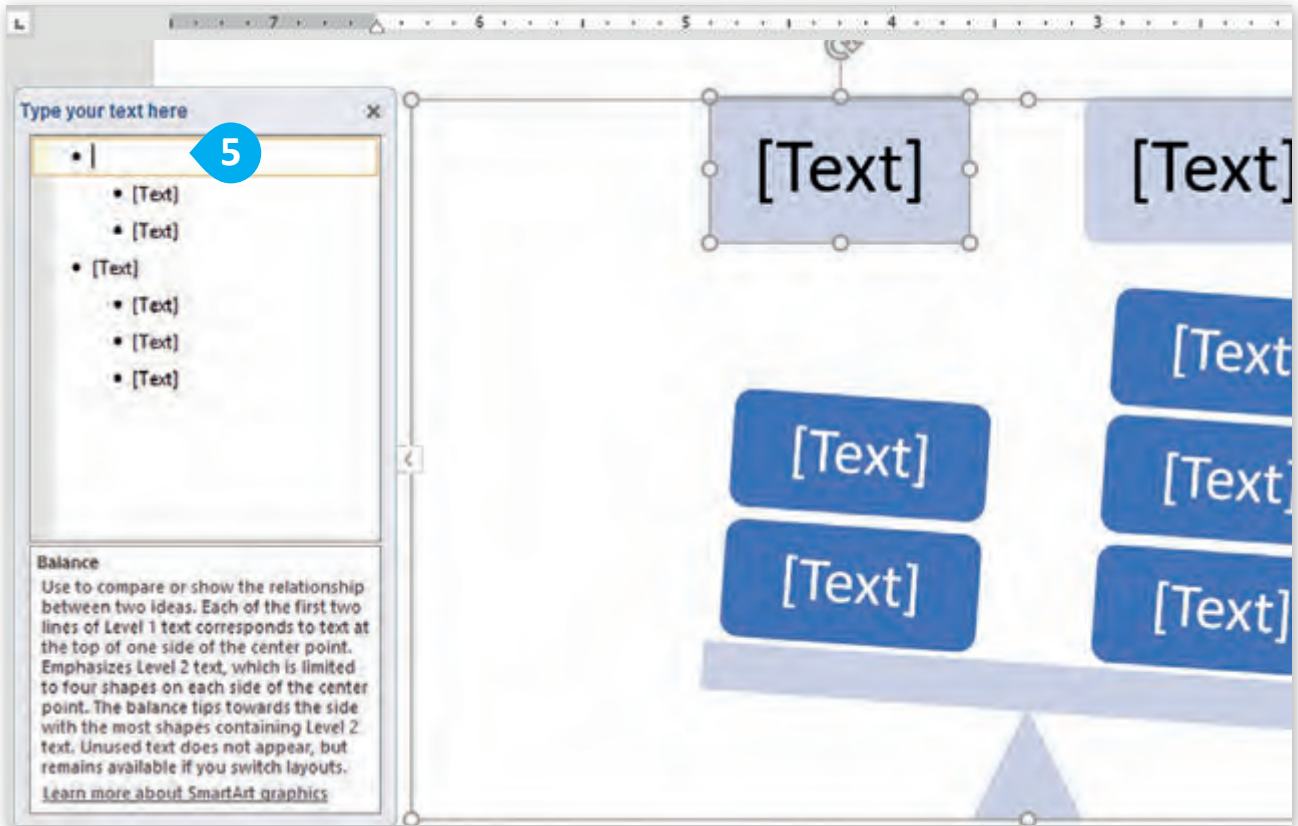 L
7 6 5 4 3
Type your text here
5
[Text]
[Text]
[Text]
[Text]
[Text]
[Text]
Balance
Use to compare or show the relationship
between two ideas. Each of the first two
lines of Level 1 text corresponds to text at
the top of one side of the center point.
Emphasizes Level 2 text, which is limited
to four shapes on each side of the center
point. The balance tips towards the side
with the most shapes containing Level 2
text. Unused text does not appear, but
remains available if you switch layouts.
Learn more about SmartArt graphics
[Text]
[Text]
[Text
[Text]
[Text]
[Text]
[Text]